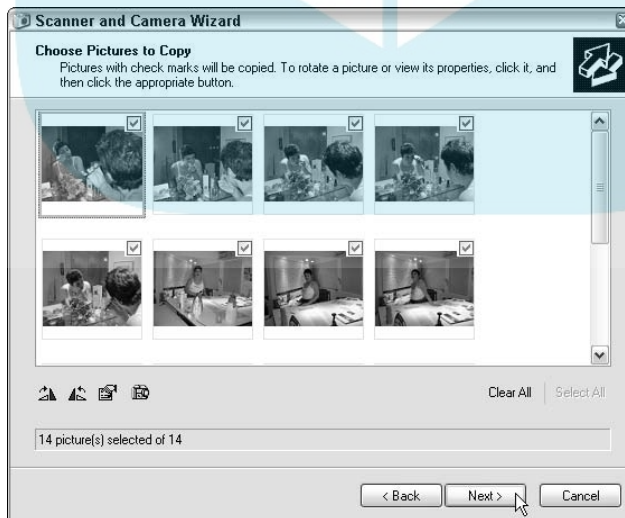 Scanner and Camera Wizard
Choose Pictures to Copy
Pictures with check marks will be copied. To rotate a picture or view its properties, click it, and
then click the appropriate button.
Clear All
Select All
14 picture(s) selected of 14
< Back
Next >
Cancel